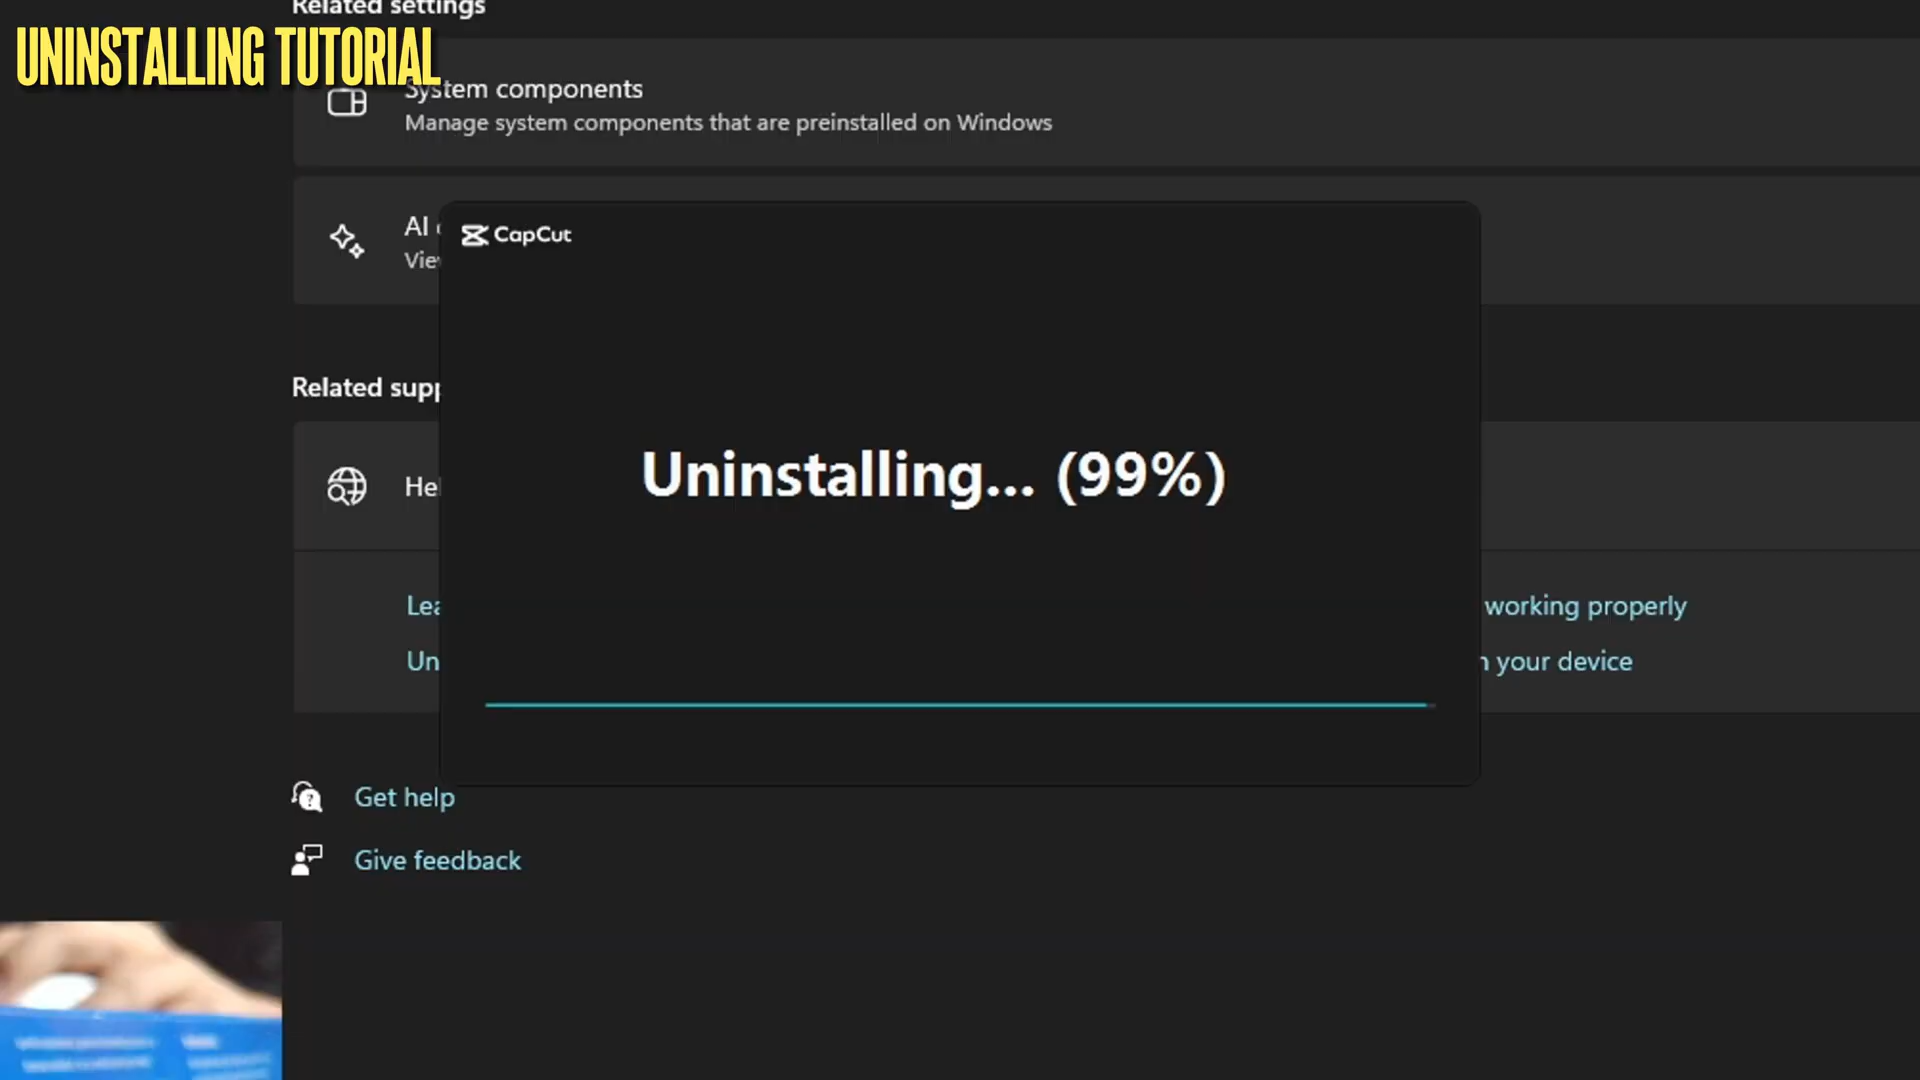 Related settings
UNINSTALLING TUTORIAL
System components
Manage system components that are preinstalled on Windows
AI
CapCut
Related supp
Uninstalling... (99%)
working properly
your device
Get help
Give feedback